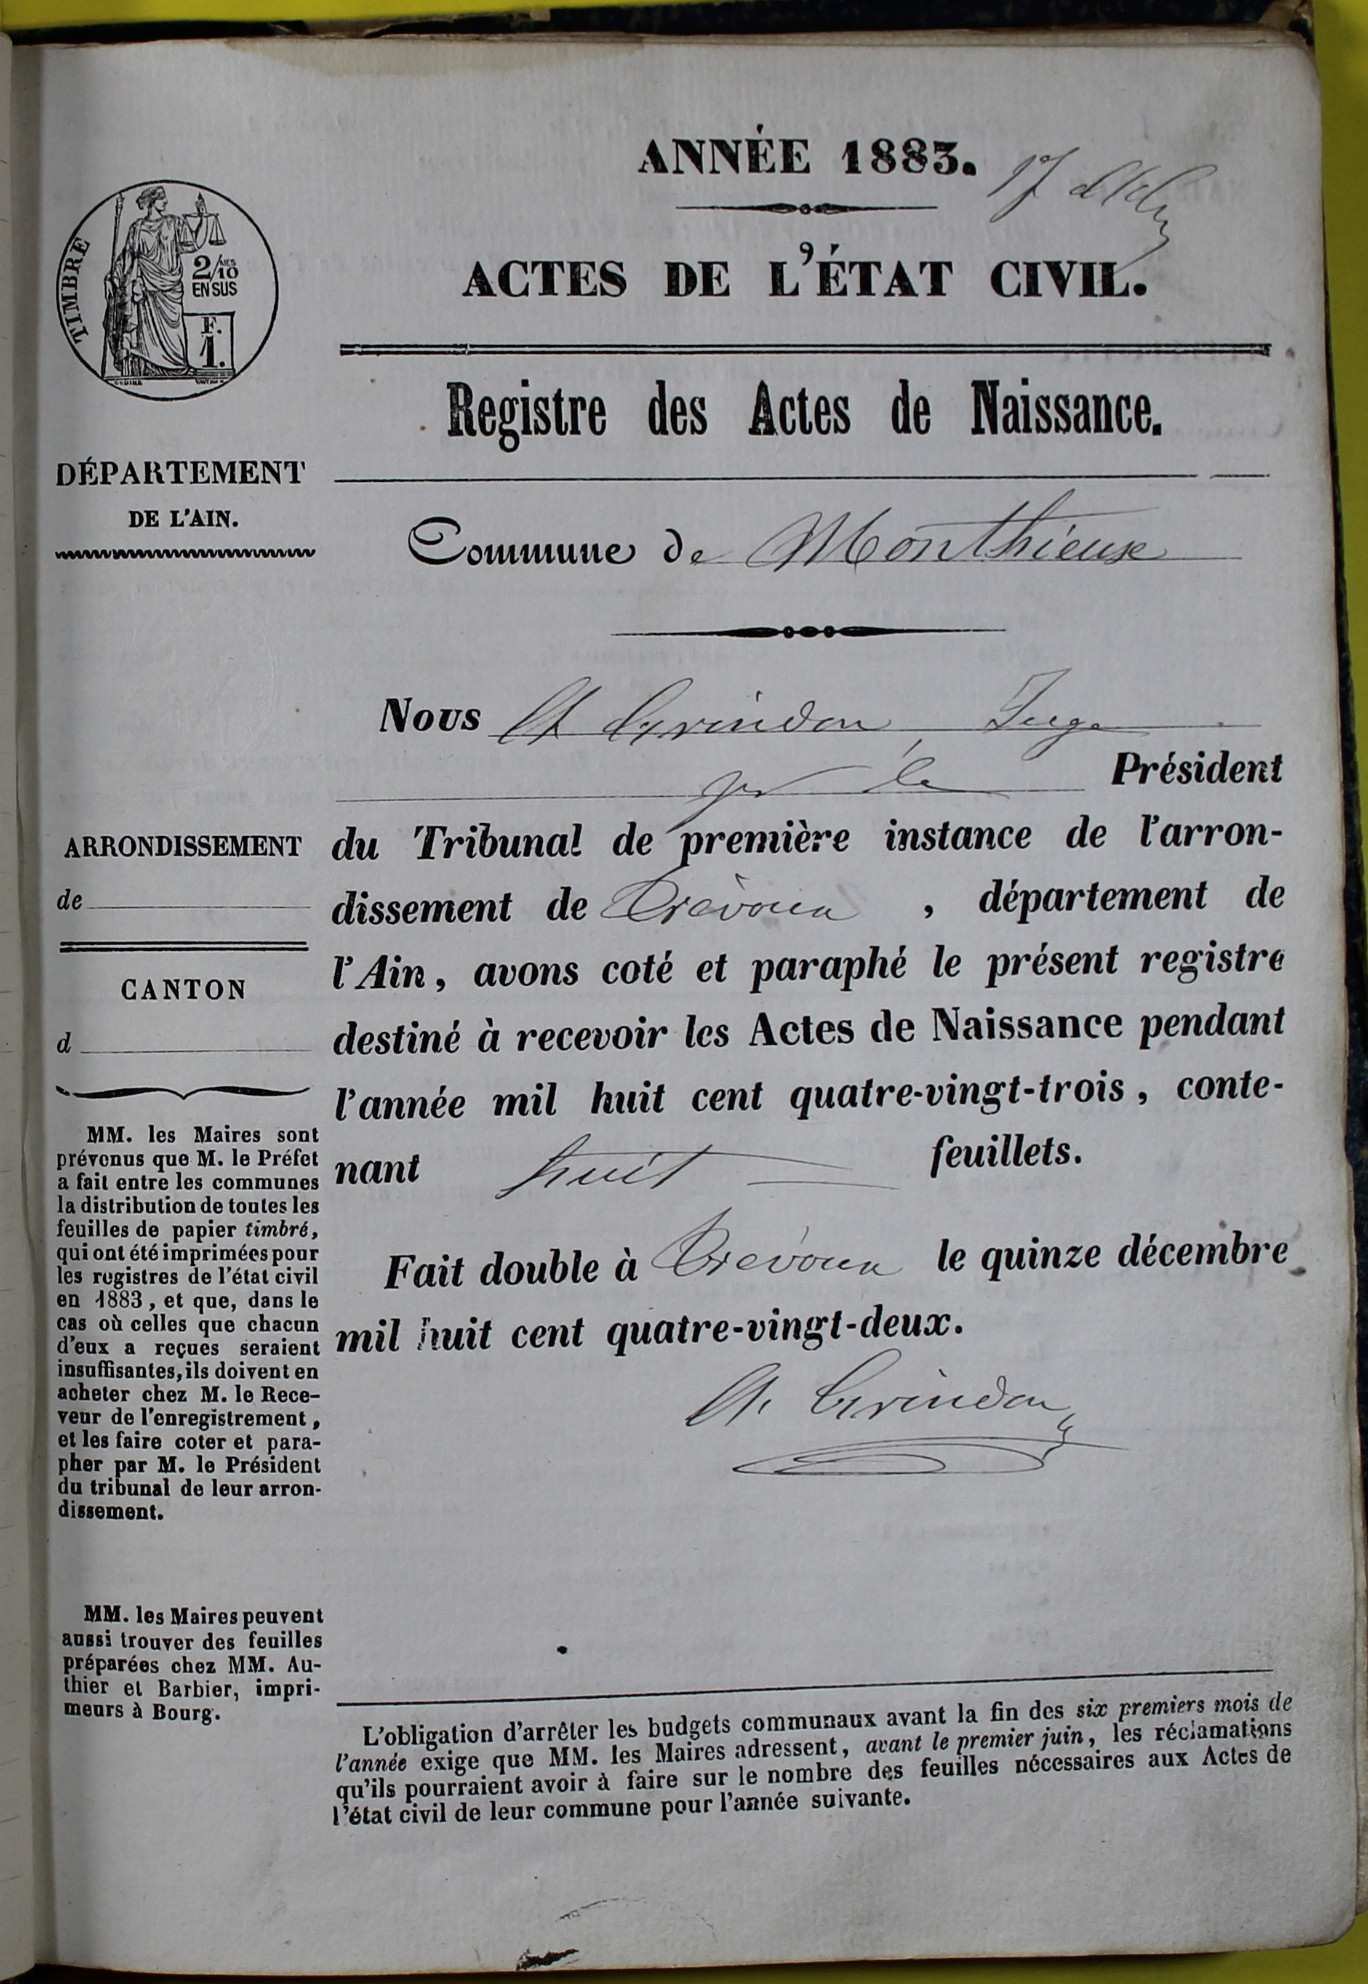 ANNÉE 1883.
17
ACTES DE L'ÉTAT CIVIL.
TIMBRE
2/10 MES
EN SUS
F.
1.
Registre des Actes de Naissance.
DÉPARTEMENT
DE L'AIN.
Commune de Monthieux
Nous A Grindon, Juge
pr le Président
du Tribunal de première instance de l'arron-
dissement de Trévoux, département de
l'Ain, avons coté et paraphé le présent registre
destiné à recevoir les Actes de Naissance pendant
l'année mil huit cent quatre-vingt-trois, conte-
nant huit feuillets.
Fait double à Trévoux le quinze décembre
mil huit cent quatre-vingt-deux.
A. Grindon
ARRONDISSEMENT
de
CANTON
d
MM. les Maires sont
prévenus que M. le Préfet
a fait entre les communes
la distribution de toutes les
feuilles de papier timbré,
qui ont été imprimées pour
les registres de l'état civil
en 1883, et que, dans le
cas où celles que chacun
d'eux a reçues seraient
insuffisantes, ils doivent en
acheter chez M. le Rece-
veur de l'enregistrement,
et les faire coter et para-
pher par M. le Président
du tribunal de leur arron-
dissement.
MM. les Maires peuvent
aussi trouver des feuilles
préparées chez MM. Au-
thier et Barbier, impri-
meurs à Bourg.
L'obligation d'arrêter les budgets communaux avant la fin des six premiers mois de
l'année exige que MM. les Maires adressent, avant le premier juin, les réclamations
qu'ils pourraient avoir à faire sur le nombre des feuilles nécessaires aux Actes de
l'état civil de leur commune pour l'année suivante.